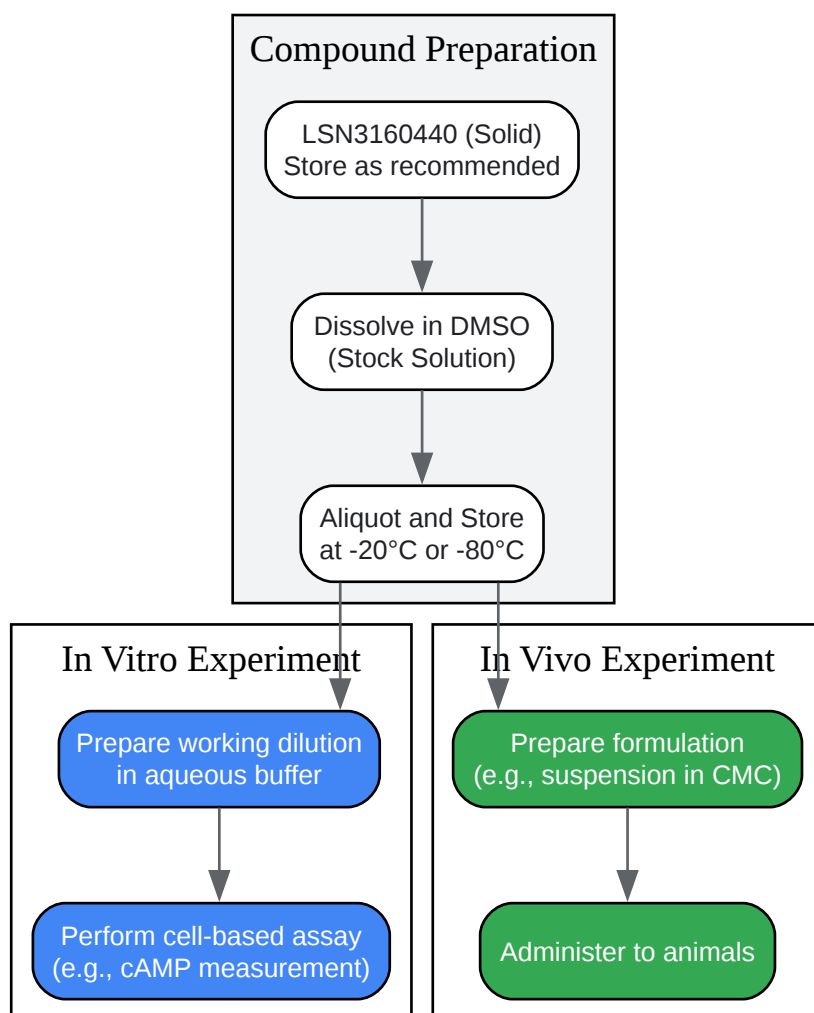 Compound Preparation
LSN3160440 (Solid)
Store as recommended
Dissolve in DMSO
(Stock Solution)
Aliquot and Store
at -20°C or -80°C
In Vitro Experiment
Prepare working dilution
in aqueous buffer
Perform cell-based assay
(e.g., cAMP measurement)
In Vivo Experiment
Prepare formulation
(e.g., suspension in CMC)
Administer to animals